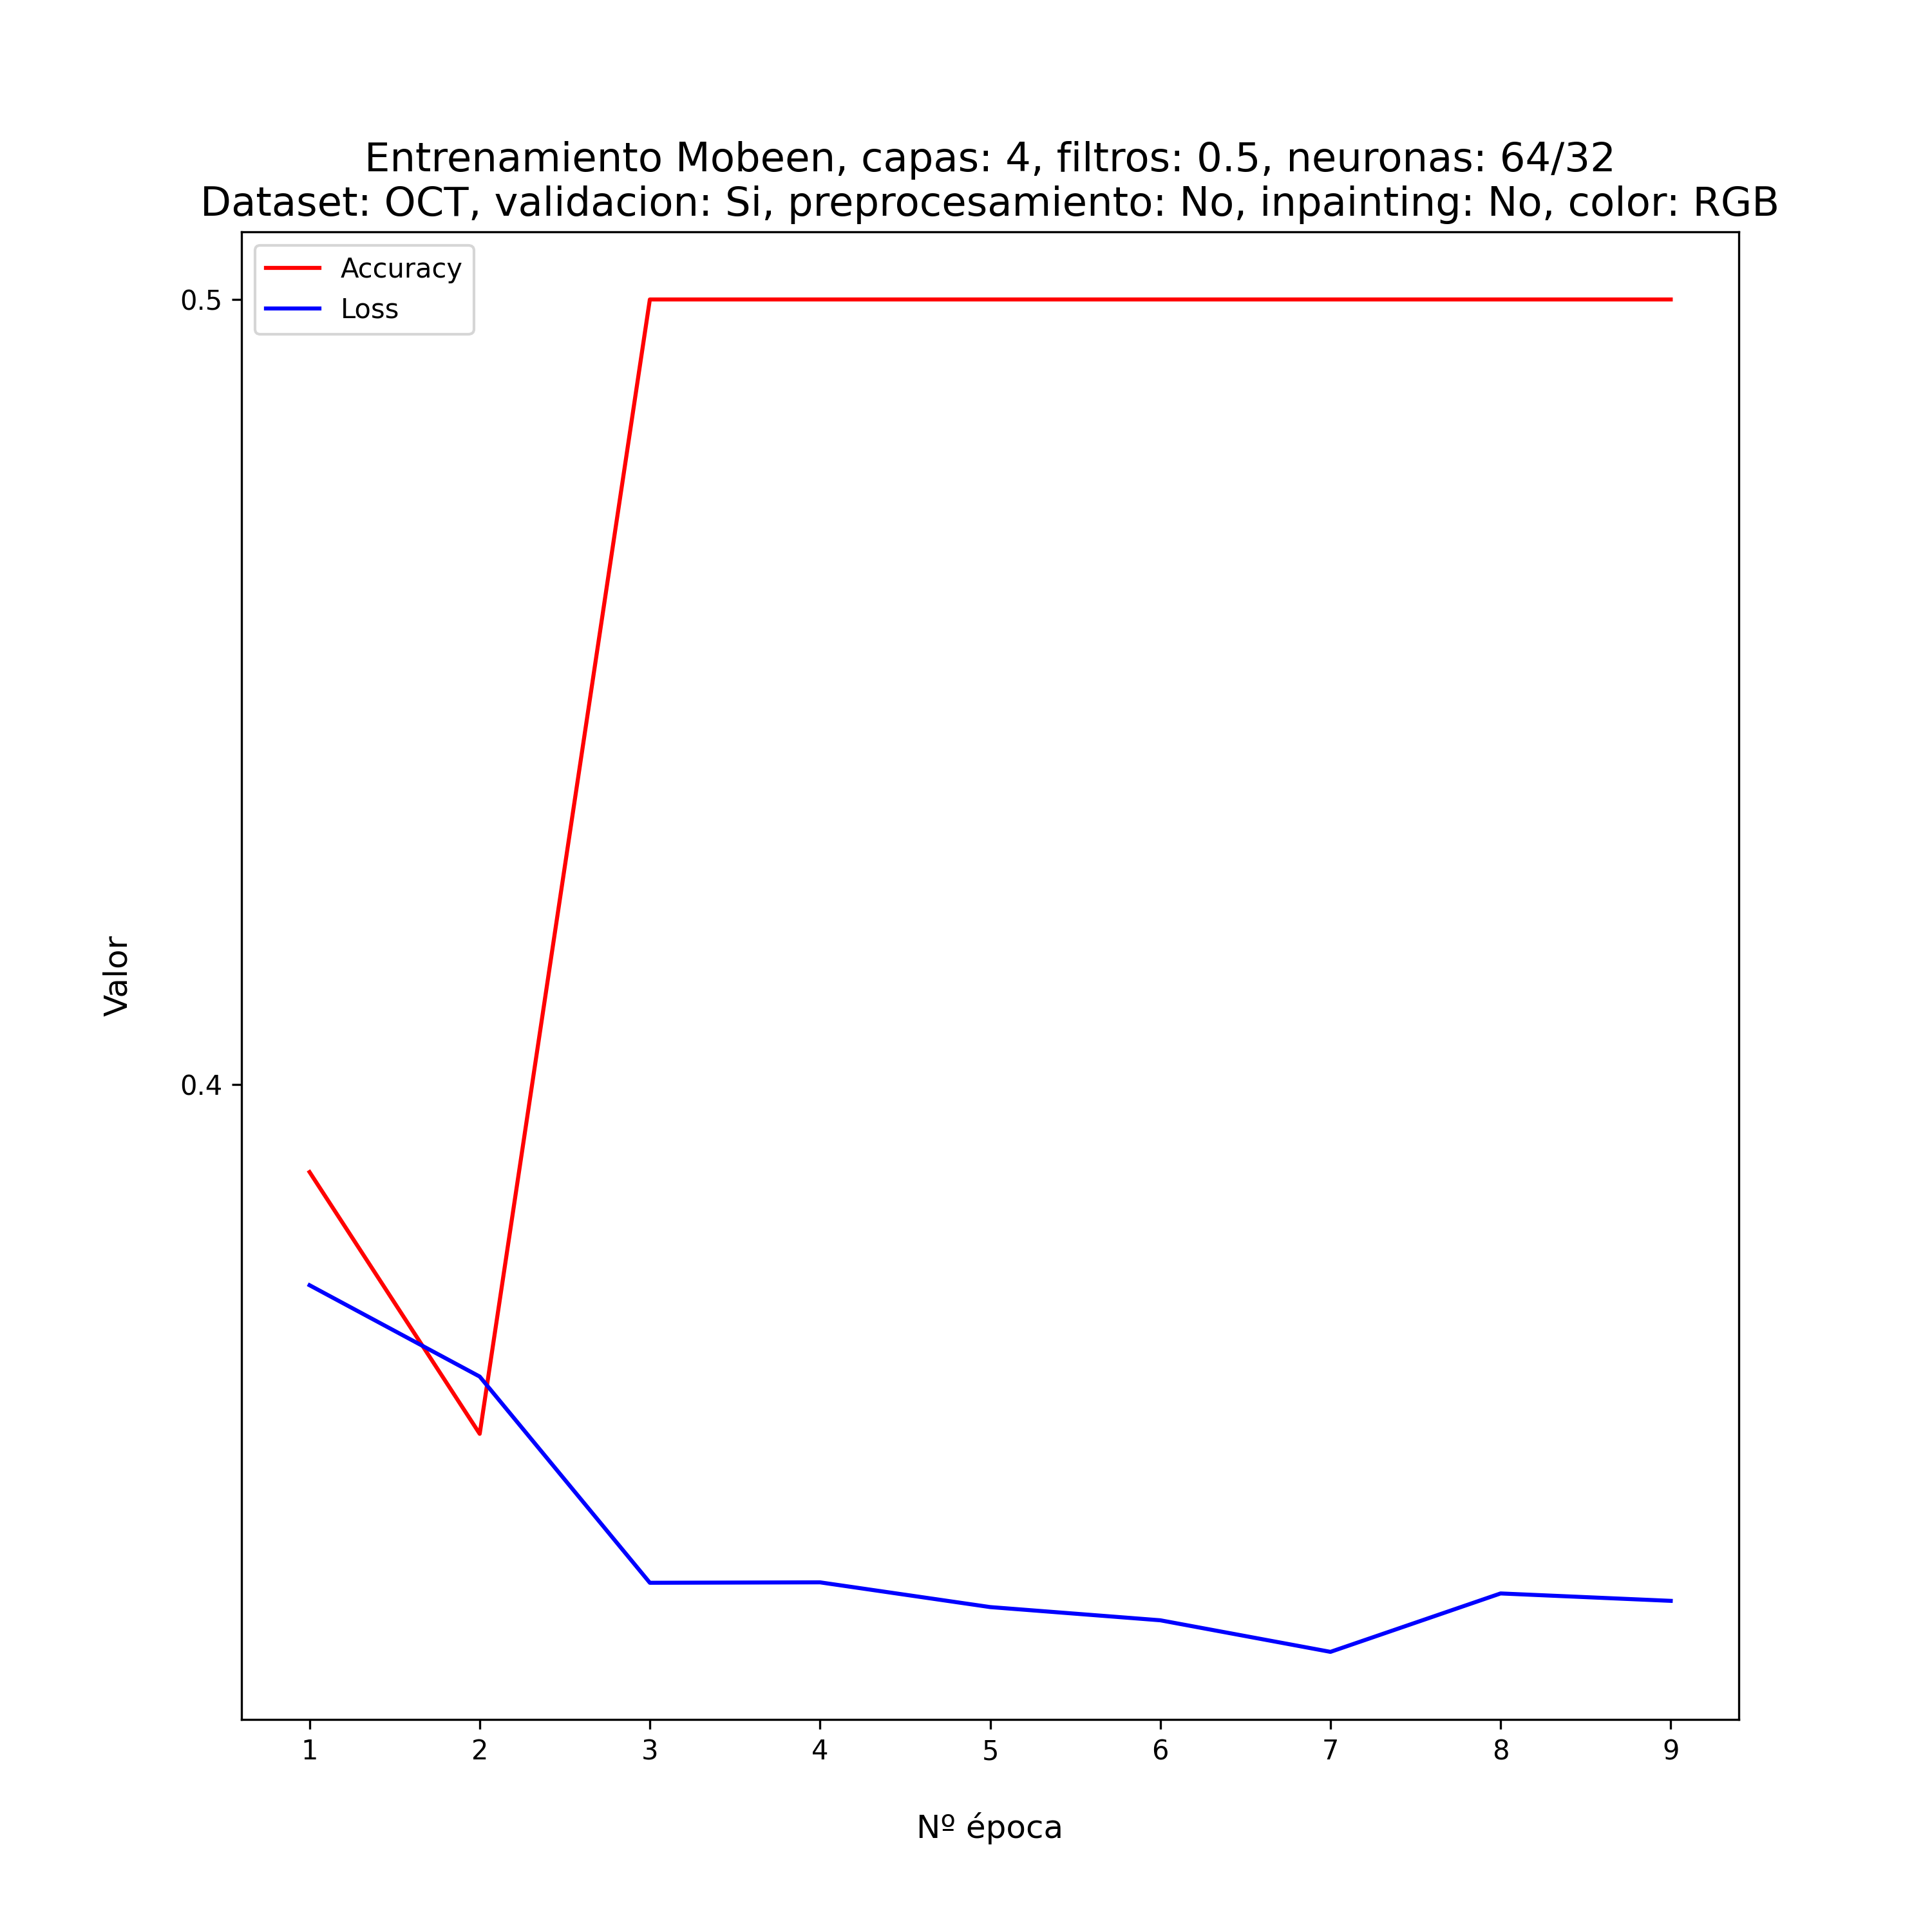 Entrenamiento Mobeen, capas: 4, filtros: 0.5, neuronas: 64/32
Dataset: OCT, validacion: Si, preprocesamiento: No, inpainting: No, color: RGB
Accuracy
Loss
0.5
0.4
Valor
1 2 3 4 5 6 7 8 9
Nº época